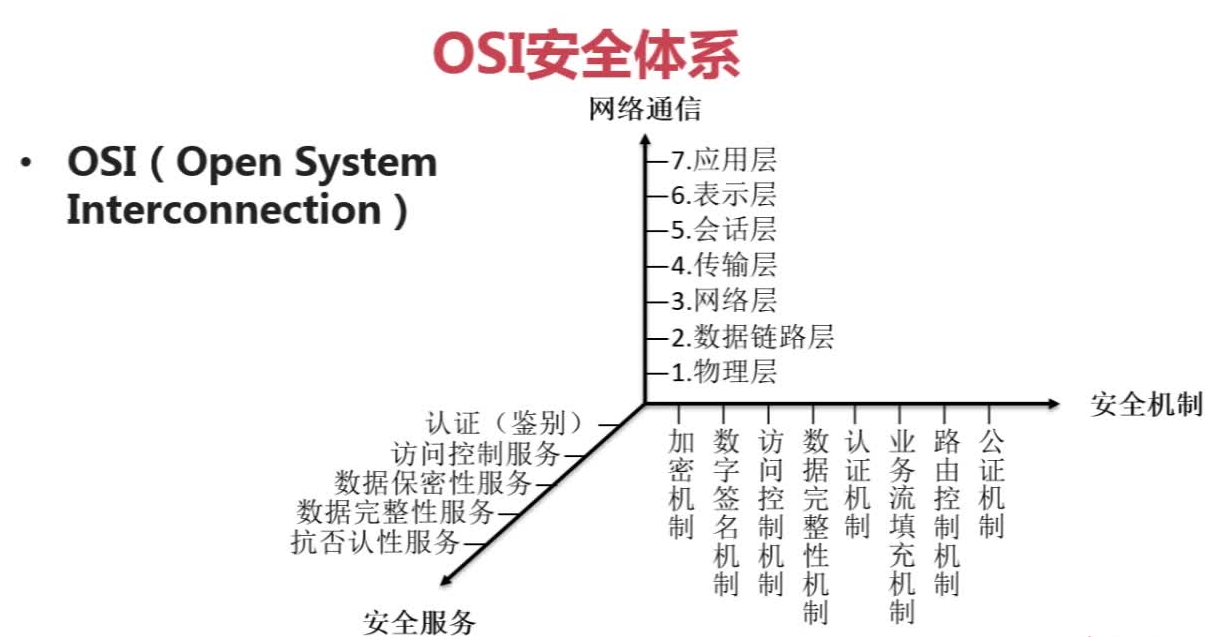 OSI安全体系
网络通信
• OSI（Open System
Interconnection）
7.应用层
6.表示层
5.会话层
4.传输层
3.网络层
2.数据链路层
1.物理层
安全机制
加密机制
数字签名机制
访问控制机制
数据完整性机制
认证机制
业务流填充机制
路由控制机制
公证机制
认证（鉴别）
访问控制服务
数据保密性服务
数据完整性服务
抗否认性服务
安全服务